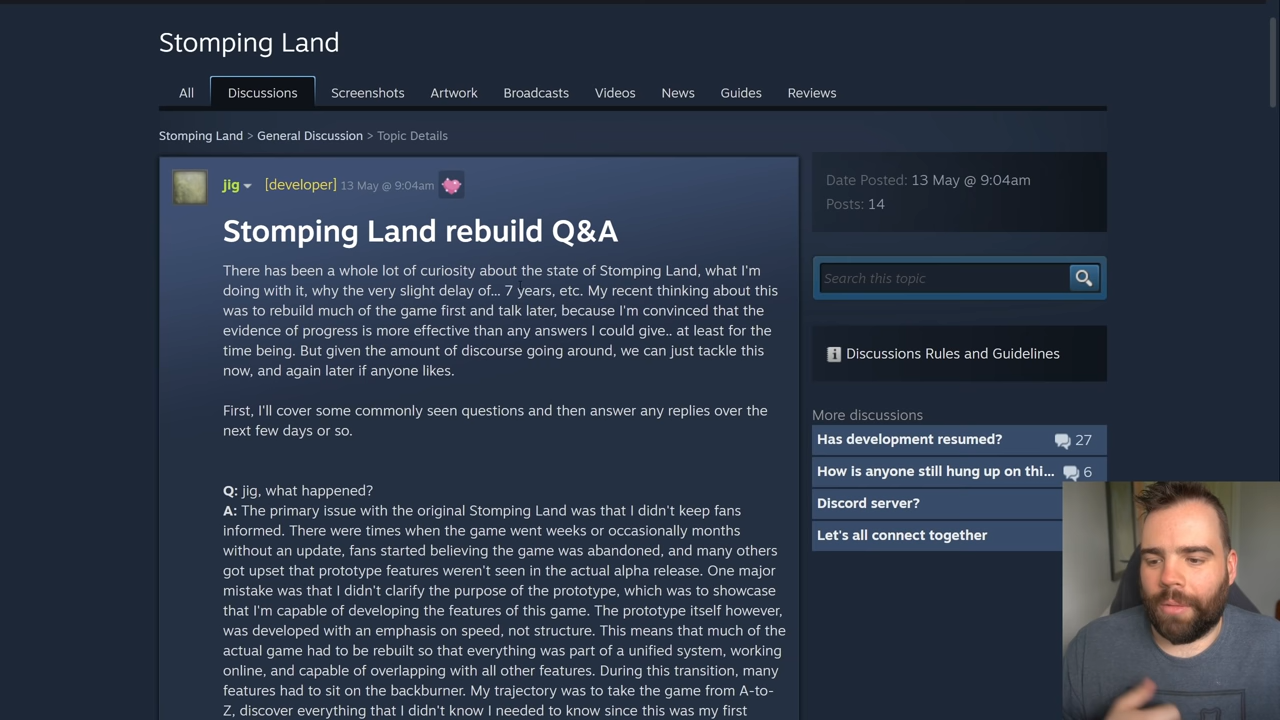 Stomping Land
All Discussions Screenshots Artwork Broadcasts Videos News Guides Reviews
Stomping Land > General Discussion > Topic Details
jig [developer] 13 May @ 9:04am
Stomping Land rebuild Q&A
There has been a whole lot of curiosity about the state of Stomping Land, what I'm
doing with it, why the very slight delay of... 7 years, etc. My recent thinking about this
was to rebuild much of the game first and talk later, because I'm convinced that the
evidence of progress is more effective than any answers I could give.. at least for the
time being. But given the amount of discourse going around, we can just tackle this
now, and again later if anyone likes.
First, I'll cover some commonly seen questions and then answer any replies over the
next few days or so.
Q: jig, what happened?
A: The primary issue with the original Stomping Land was that I didn't keep fans
informed. There were times when the game went weeks or occasionally months
without an update, fans started believing the game was abandoned, and many others
got upset that prototype features weren't seen in the actual alpha release. One major
mistake was that I didn't clarify the purpose of the prototype, which was to showcase
that I'm capable of developing the features of this game. The prototype itself however,
was developed with an emphasis on speed, not structure. This means that much of the
actual game had to be rebuilt so that everything was part of a unified system, working
online, and capable of overlapping with all other features. During this transition, many
features had to sit on the backburner. My trajectory was to take the game from A-to-
Z, discover everything that I didn't know I needed to know since this was my first
Date Posted: 13 May @ 9:04am
Posts: 14
Search this topic
Discussions Rules and Guidelines
More discussions
Has development resumed? 27
How is anyone still hung up on thi... 6
Discord server?
Let's all connect together